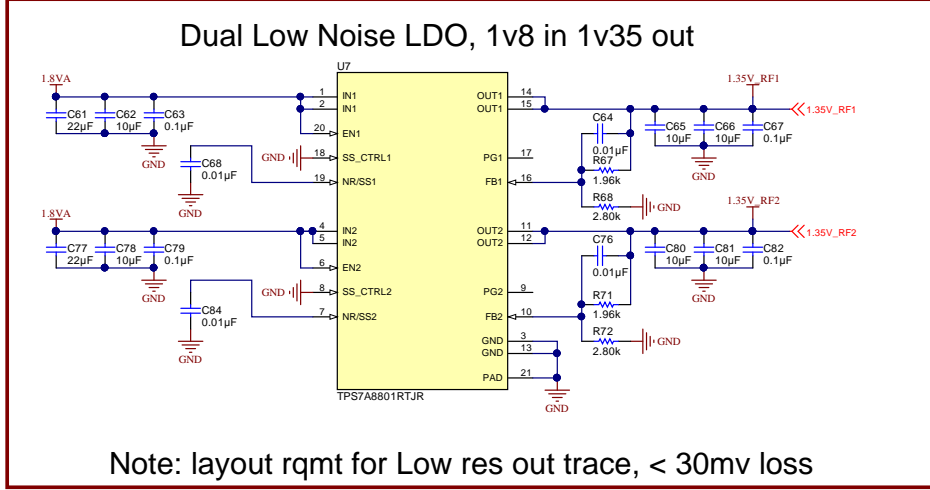 Dual Low Noise LDO, 1v8 in 1v35 out
U7
1.8VA
C61
22µF
C62
10µF
C63
0.1µF
GND
1 IN1
2 IN1
20 EN1
GND 18 SS_CTRL1
C68
0.01µF
GND
19 NR/SS1
OUT1 14
OUT1 15
PG1 17
FB1 16
C64
0.01µF
R67
1.96k
R68
2.80k
GND
C65
10µF
C66
10µF
C67
0.1µF
GND
1.35V_RF1
1.35V_RF1
1.8VA
C77
22µF
C78
10µF
C79
0.1µF
GND
4 IN2
5 IN2
6 EN2
GND 8 SS_CTRL2
C84
0.01µF
GND
7 NR/SS2
OUT2 11
OUT2 12
PG2 9
FB2 10
C76
0.01µF
R71
1.96k
R72
2.80k
GND
C80
10µF
C81
10µF
C82
0.1µF
GND
1.35V_RF2
1.35V_RF2
GND 3
GND 13
PAD 21
GND
TPS7A8801RTJR
Note: layout rqmt for Low res out trace, < 30mv loss